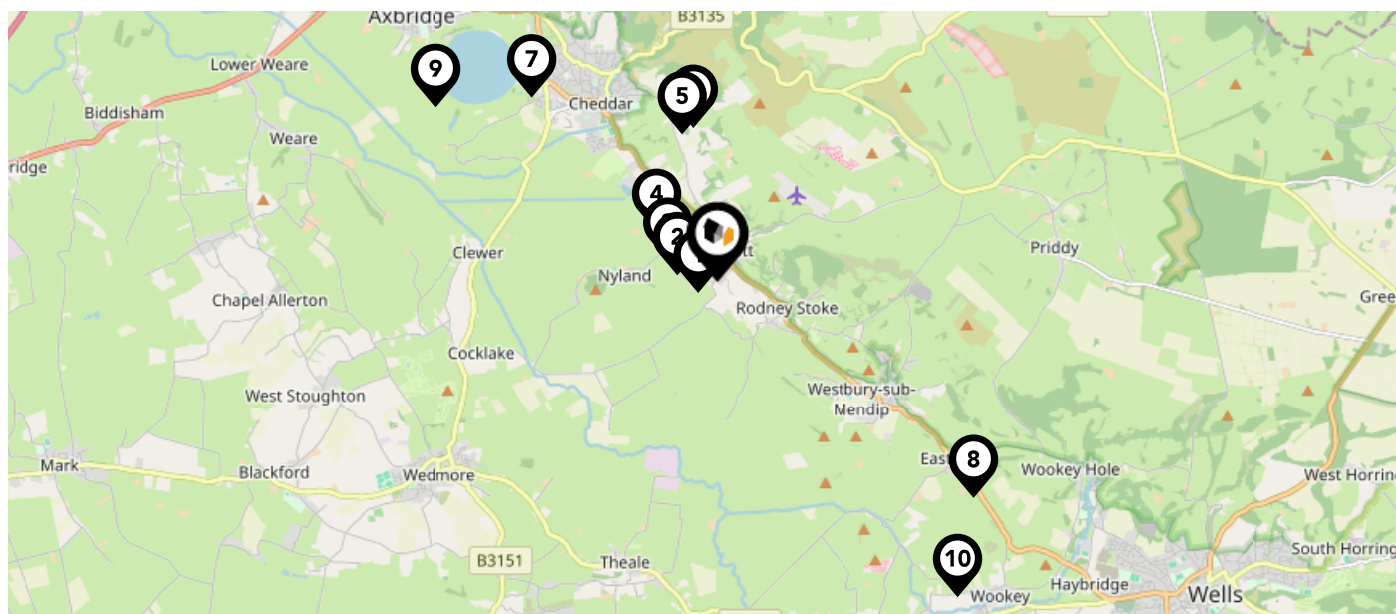 Axbridge
B3135
Lower Weare
9
7
5
Cheddar
Biddisham
Weare
ridge
4
2
tt
Clewer
Priddy
Nyland
Chapel Allerton
Gree
Rodney Stoke
Cocklake
West Stoughton
Westbury-sub-
Mendip
East
8
Mark
Blackford
Wedmore
Wookey Hole
West Horrin
B3151
Theale
10
South Horring
Haybridge
Wookey
Wells